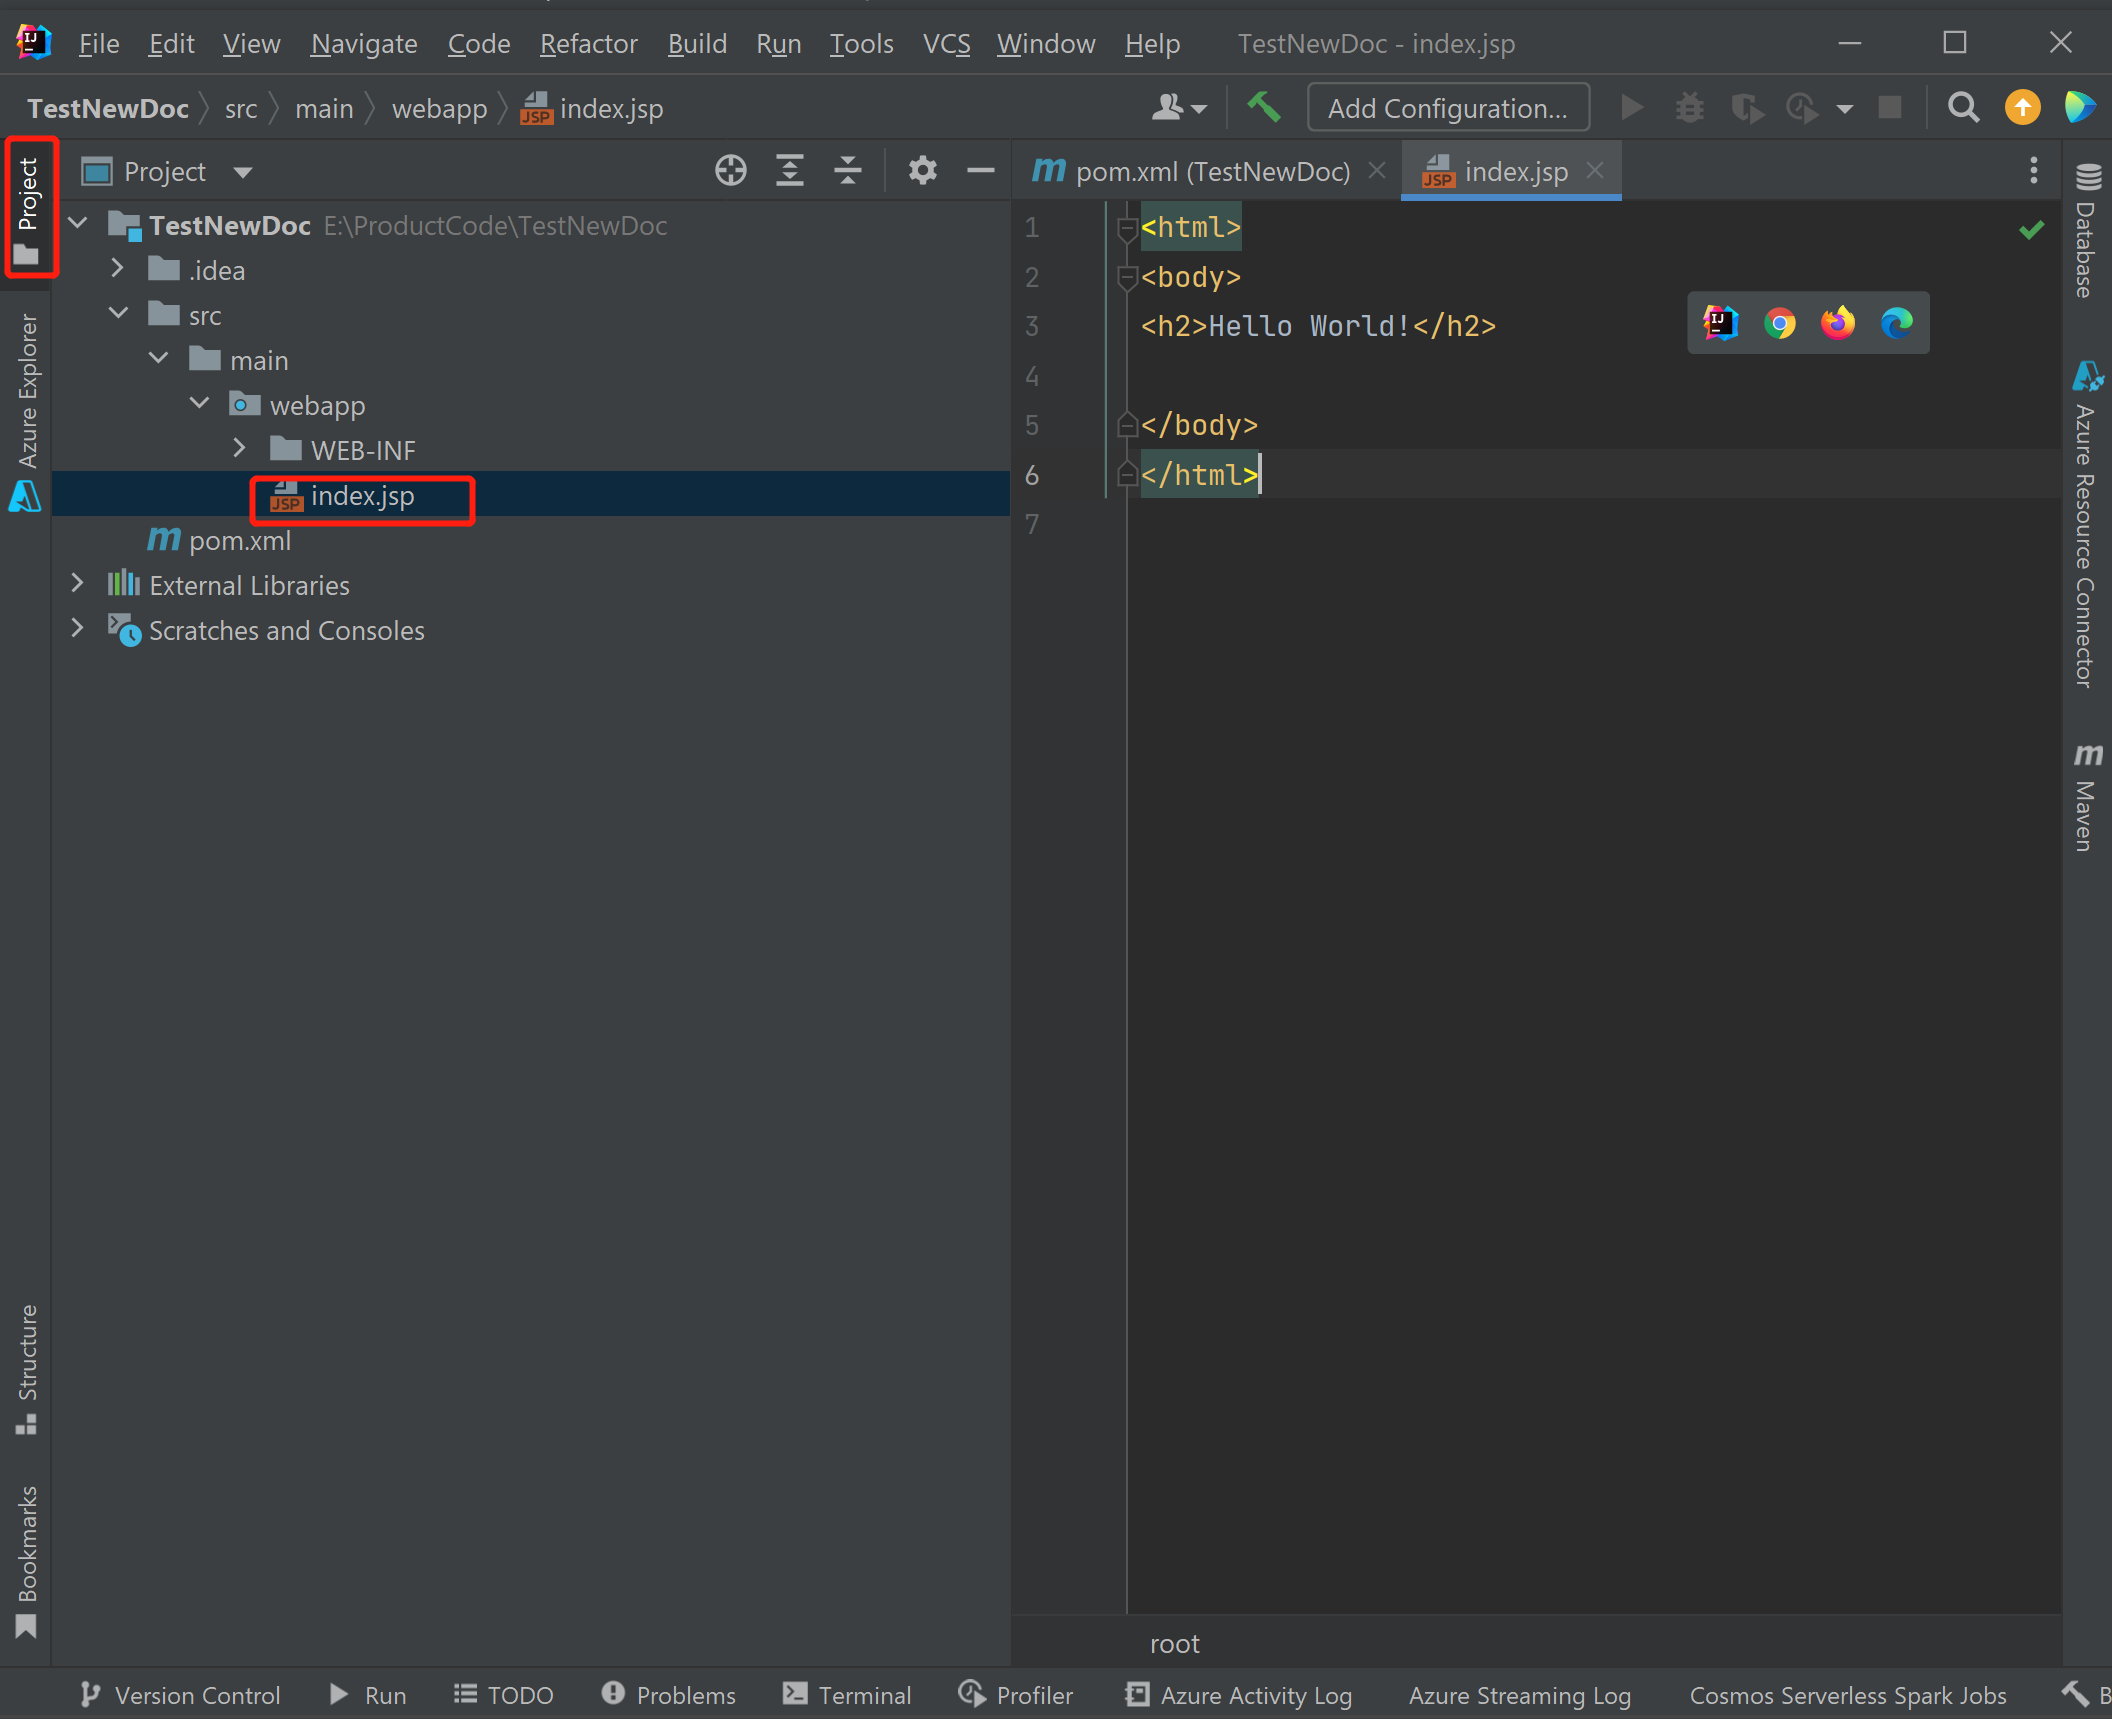 File Edit View Navigate Code Refactor Build Run Tools VCS Window Help TestNewDoc - index.jsp
TestNewDoc src main webapp index.jsp Add Configuration...
Project
Project
pom.xml (TestNewDoc)
index.jsp
TestNewDoc E:\ProductCode\TestNewDoc
.idea
src
main
webapp
WEB-INF
index.jsp
pom.xml
External Libraries
Scratches and Consoles
1 <html>
2 <body>
3 <h2>Hello World!</h2>
4
5 </body>
6 </html>
7
root
Azure Explorer
Structure
Bookmarks
Database
Azure Resource Connector
Maven
Version Control Run TODO Problems Terminal Profiler Azure Activity Log Azure Streaming Log Cosmos Serverless Spark Jobs B